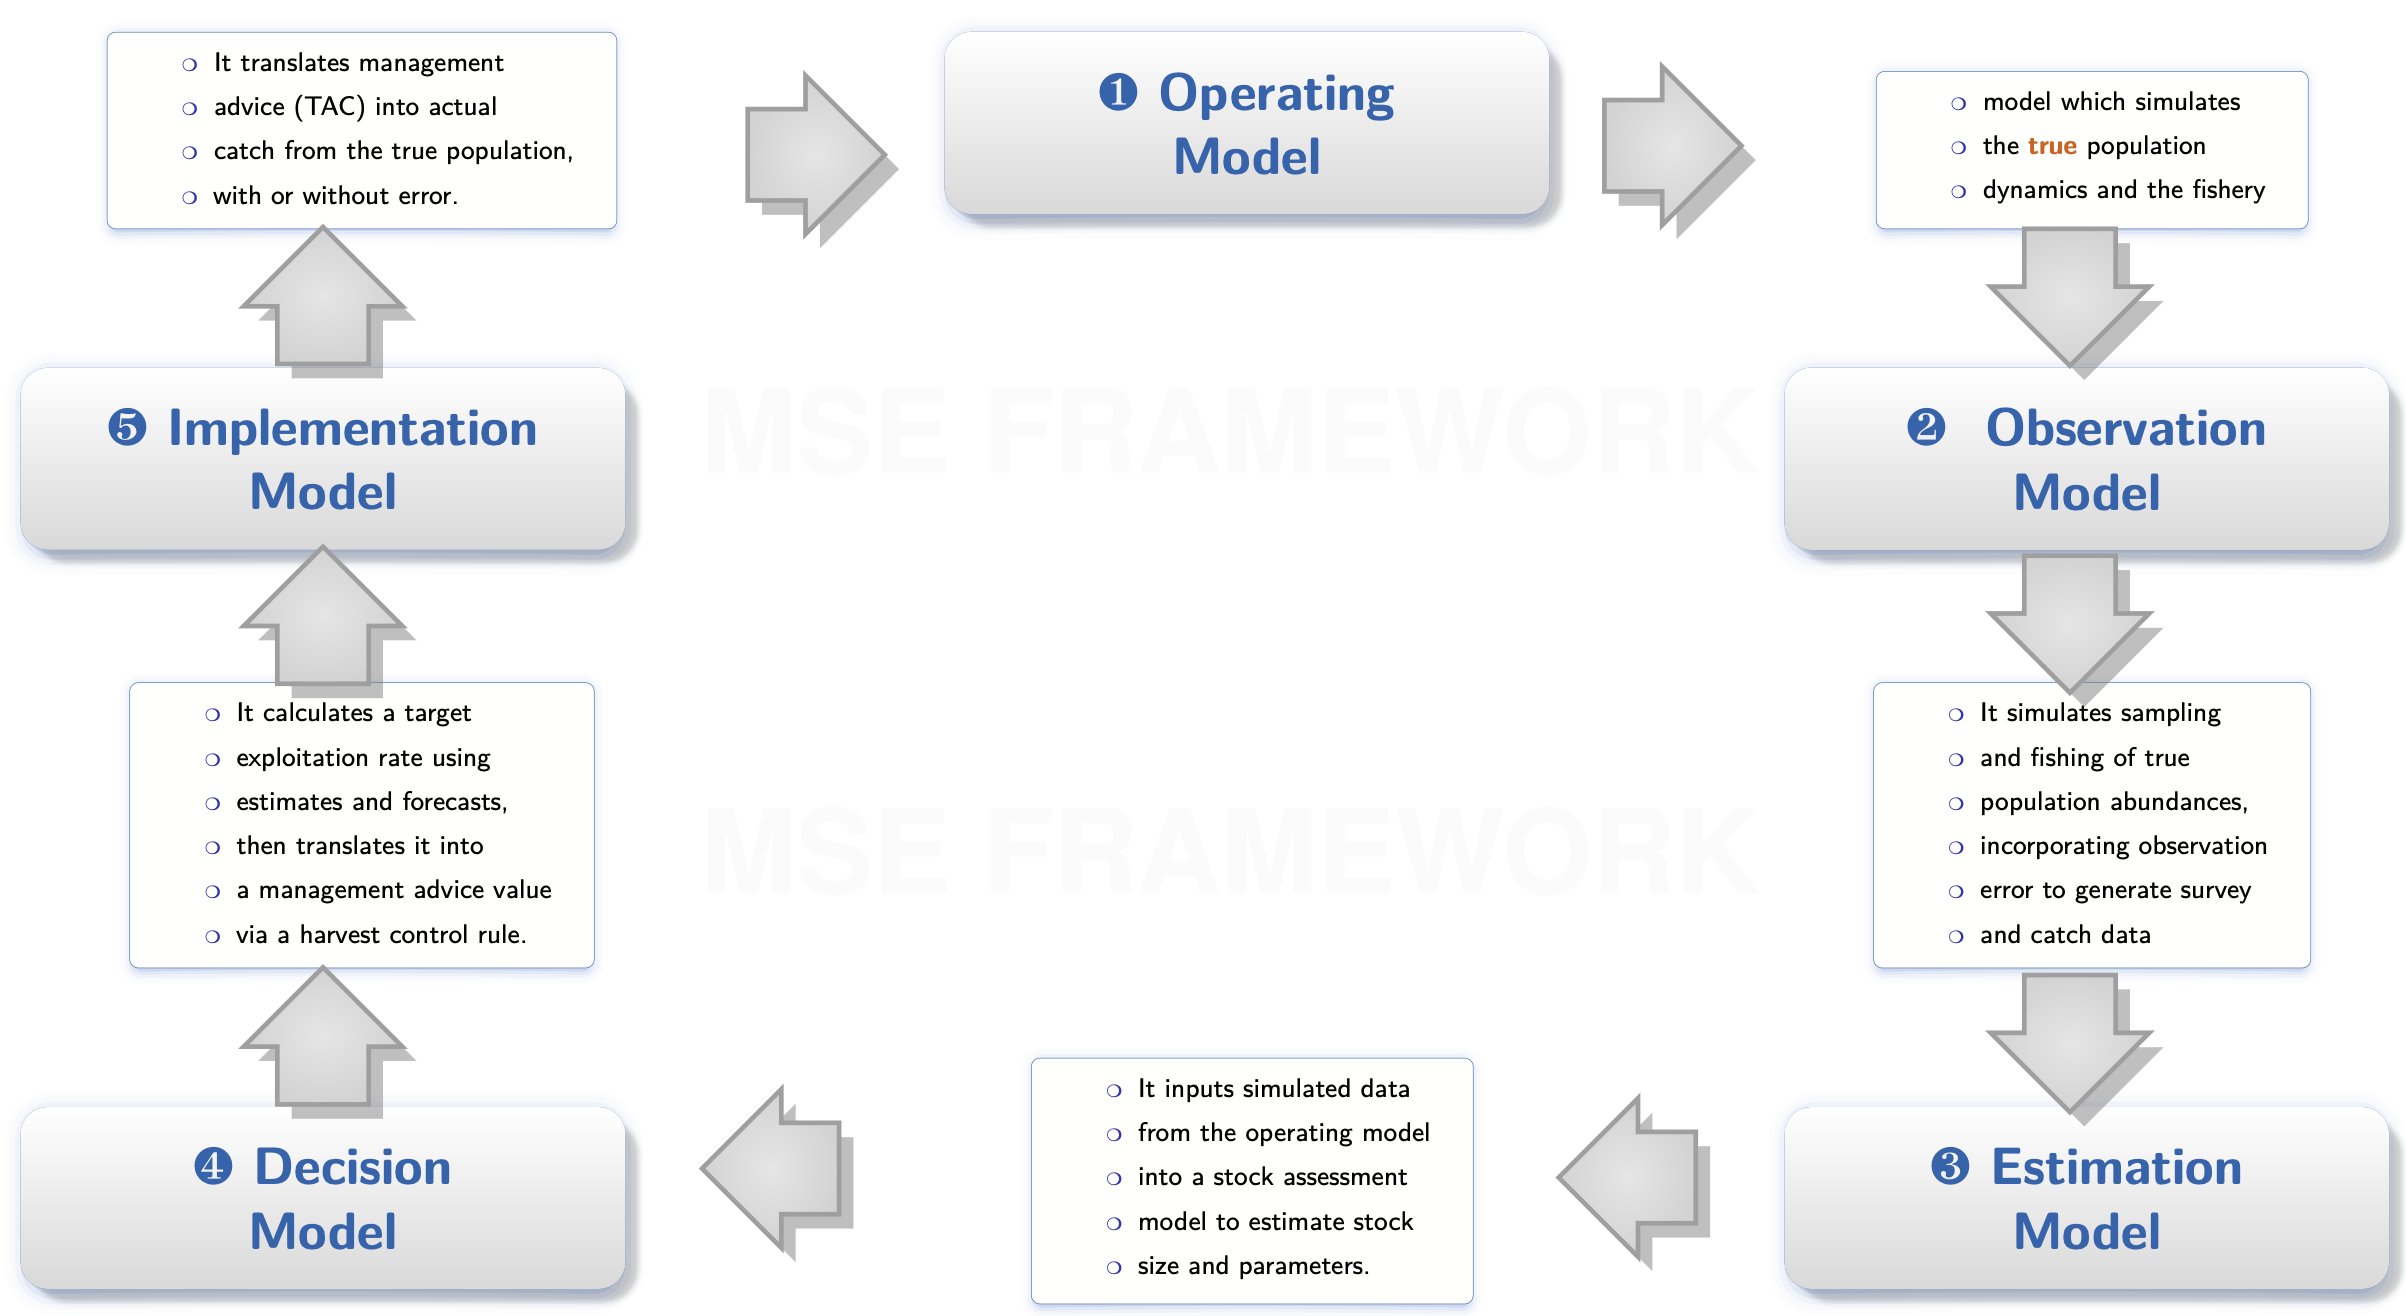 ❶ Operating
Model
○ model which simulates
○ the true population
○ dynamics and the fishery
❷ Observation
Model
○ It simulates sampling
○ and fishing of true
○ population abundances,
○ incorporating observation
○ error to generate survey
○ and catch data
❸ Estimation
Model
○ It inputs simulated data
○ from the operating model
○ into a stock assessment
○ model to estimate stock
○ size and parameters.
❹ Decision
Model
○ It calculates a target
○ exploitation rate using
○ estimates and forecasts,
○ then translates it into
○ a management advice value
○ via a harvest control rule.
❺ Implementation
Model
○ It translates management
○ advice (TAC) into actual
○ catch from the true population,
○ with or without error.
MSE FRAMEWORK
MSE FRAMEWORK